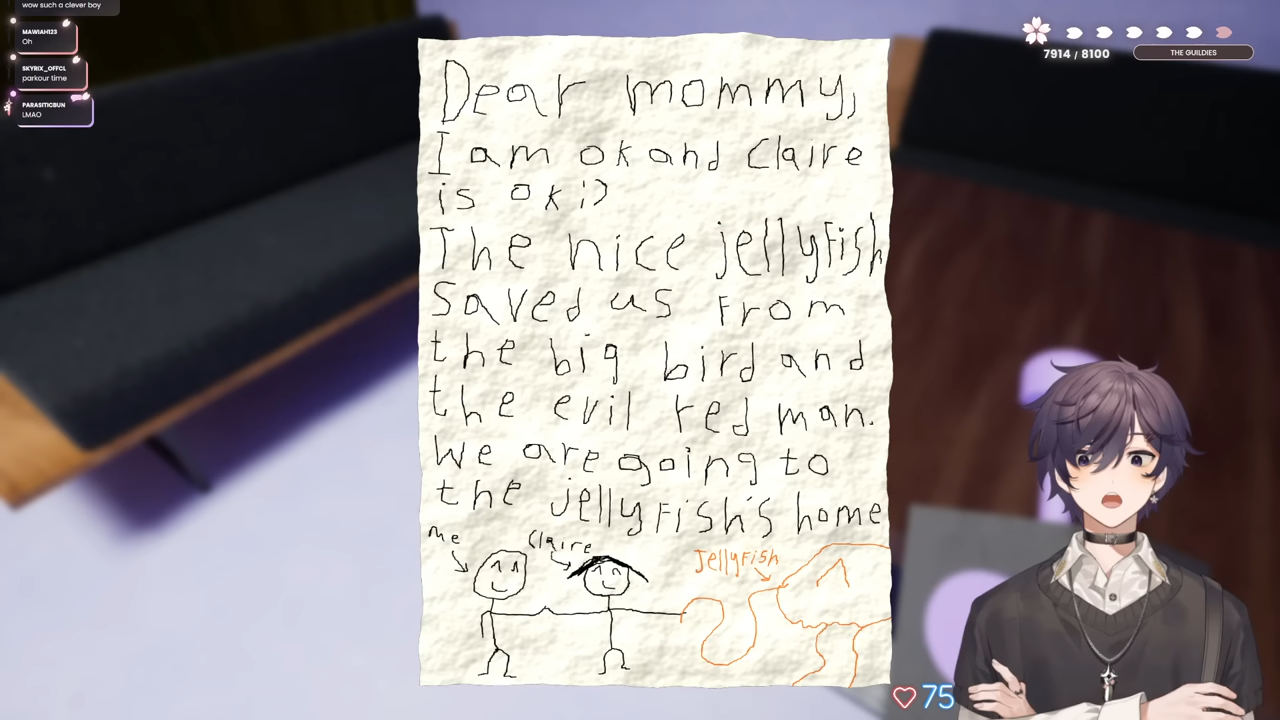 wow such a clever boy
MAWIAH123
Oh
SKYRIX_OFFCL
parkour time
PARASITICBUN
LMAO
7914 / 8100
THE GUILDIES
Dear mommy,
I am ok and Claire
is ok :)
The nice jellyfish
saved us from
the big bird and
the evil red man.
We are going to
the jellyfish's home
me
Claire
Jellyfish
75